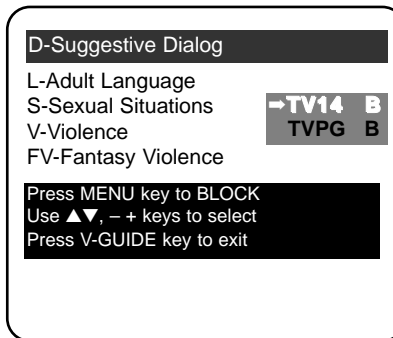 D-Suggestive Dialog
L-Adult Language
S-Sexual Situations
➡TV14 B
V-Violence
TVPG B
FV-Fantasy Violence
Press MENU key to BLOCK
Use ▲▼, – + keys to select
Press V-GUIDE key to exit